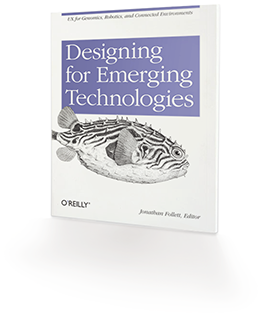 UX for Genomics, Robotics, and Connected Environments
Designing
for Emerging
Technologies
O'REILLY®
Jonathan Follett, Editor